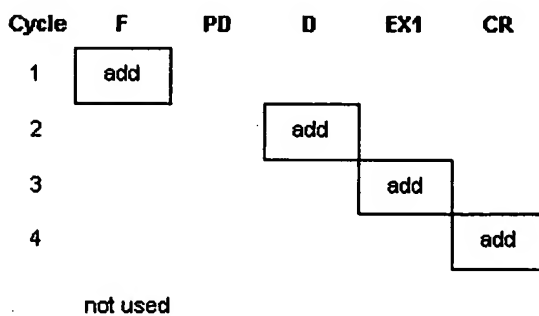 Cycle F PD D EX1 CR
1 add
2 add
3 add
4 add
not used